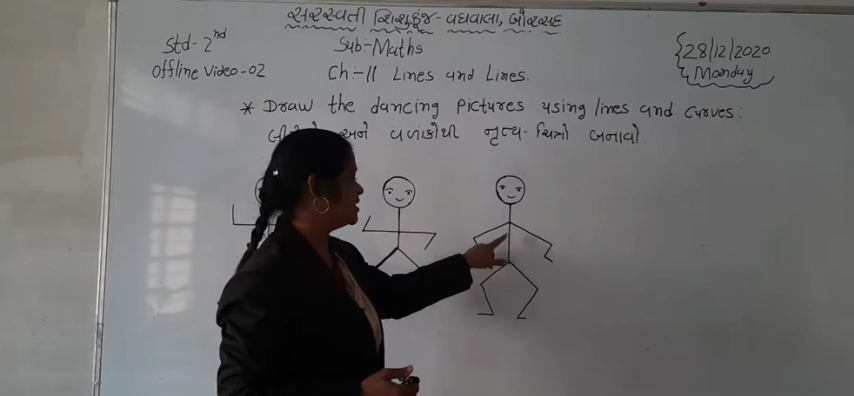 સરસ્વતી શિશુકુંજ - વઘવાલા, બોરસદ
Std - 2nd
Sub:- Maths
28/12/2020
Offline Video - 02
Ch:- 11 Lines and Lines.
Monday
* Draw the dancing pictures using lines and curves:
અને વળાંકોથી નૃત્ય - ચિત્રો બનાવો.